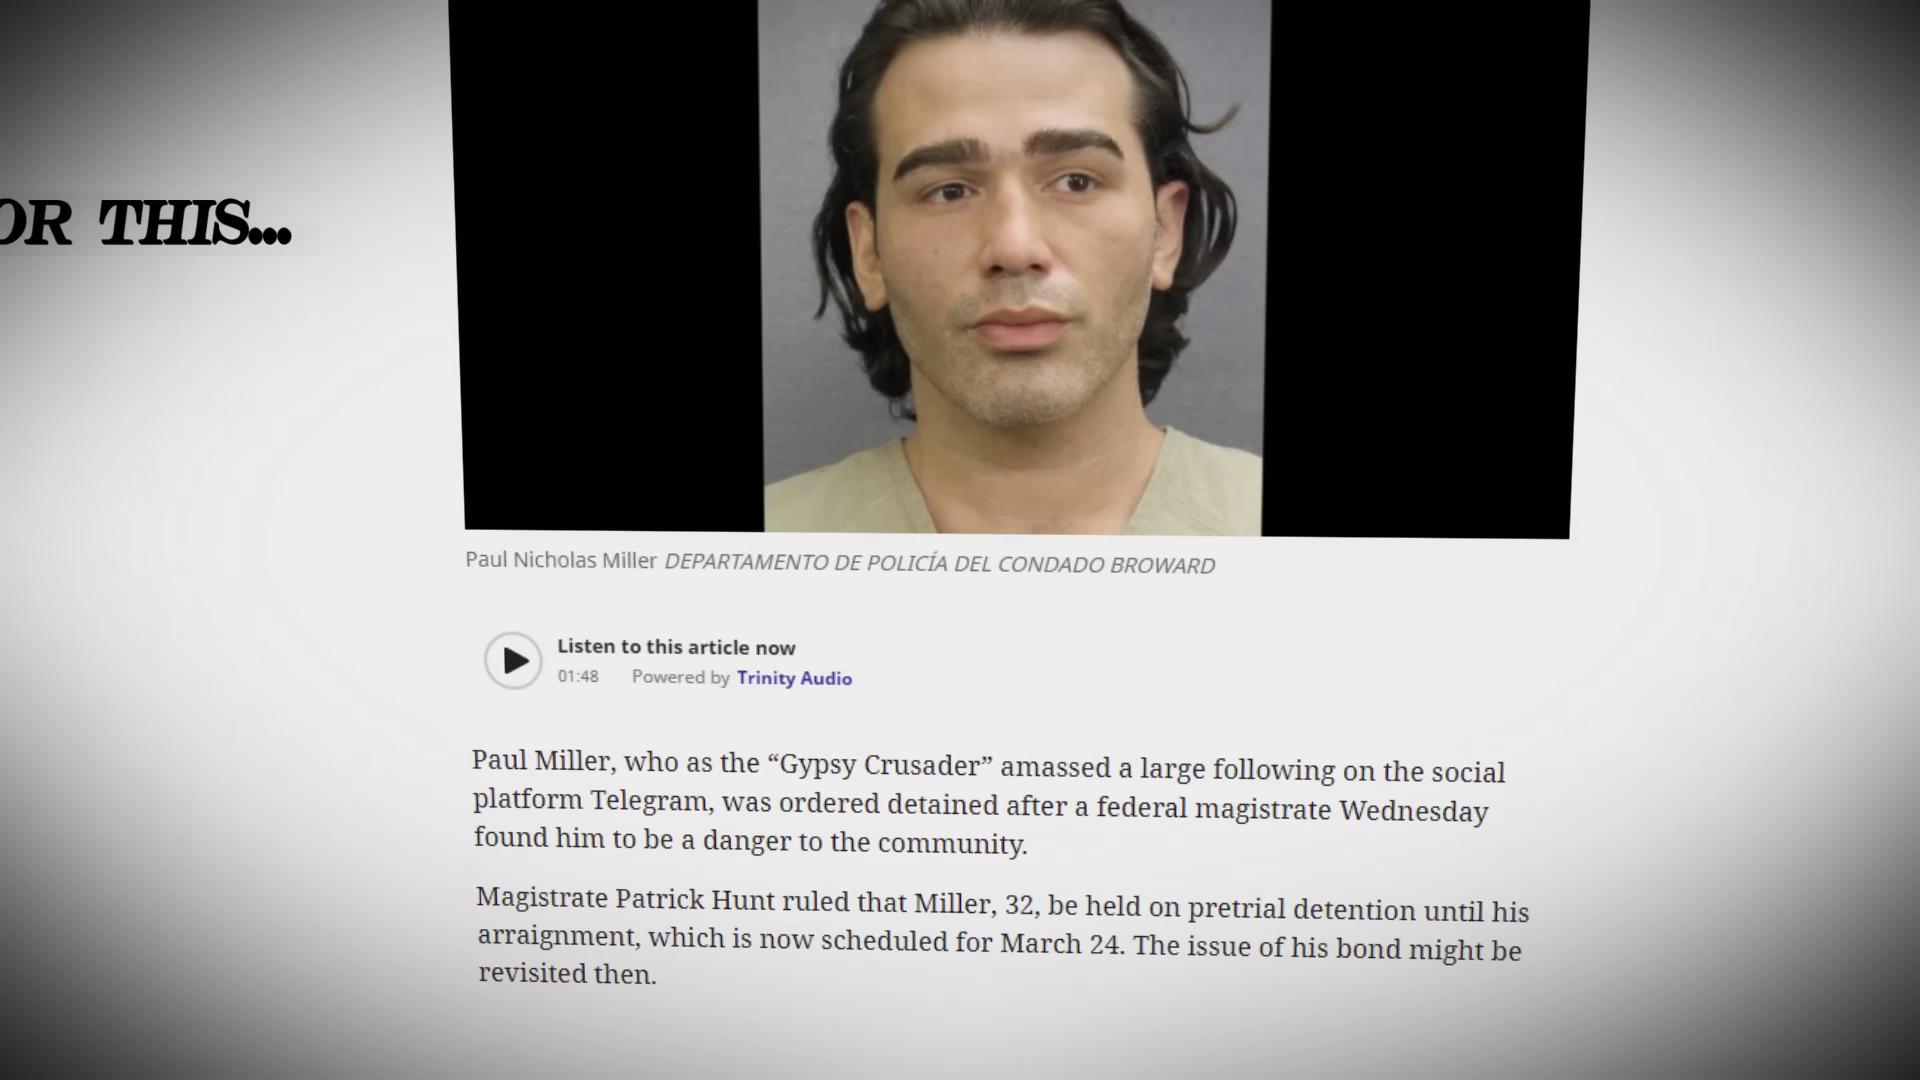 OR THIS...
Paul Nicholas Miller DEPARTAMENTO DE POLICÍA DEL CONDADO BROWARD
Listen to this article now
01:48 Powered by Trinity Audio
Paul Miller, who as the “Gypsy Crusader” amassed a large following on the social
platform Telegram, was ordered detained after a federal magistrate Wednesday
found him to be a danger to the community.
Magistrate Patrick Hunt ruled that Miller, 32, be held on pretrial detention until his
arraignment, which is now scheduled for March 24. The issue of his bond might be
revisited then.